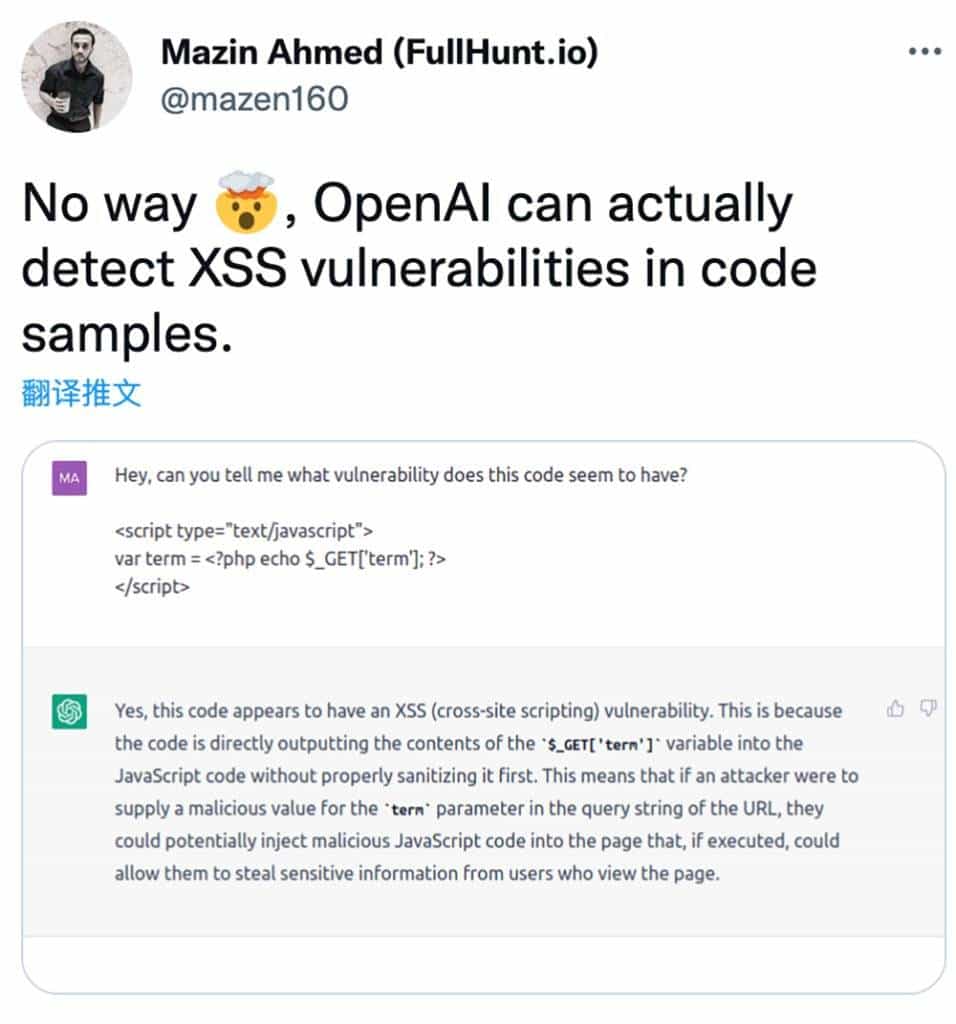 Mazin Ahmed (FullHunt.io)
@mazen160
No way 🤯, OpenAI can actually
detect XSS vulnerabilities in code
samples.
翻译推文
MA
Hey, can you tell me what vulnerability does this code seem to have?
<script type="text/javascript">
var term = <?php echo $_GET['term']; ?>
</script>
Yes, this code appears to have an XSS (cross-site scripting) vulnerability. This is because
the code is directly outputting the contents of the `$_GET['term']` variable into the
JavaScript code without properly sanitizing it first. This means that if an attacker were to
supply a malicious value for the `term` parameter in the query string of the URL, they
could potentially inject malicious JavaScript code into the page that, if executed, could
allow them to steal sensitive information from users who view the page.